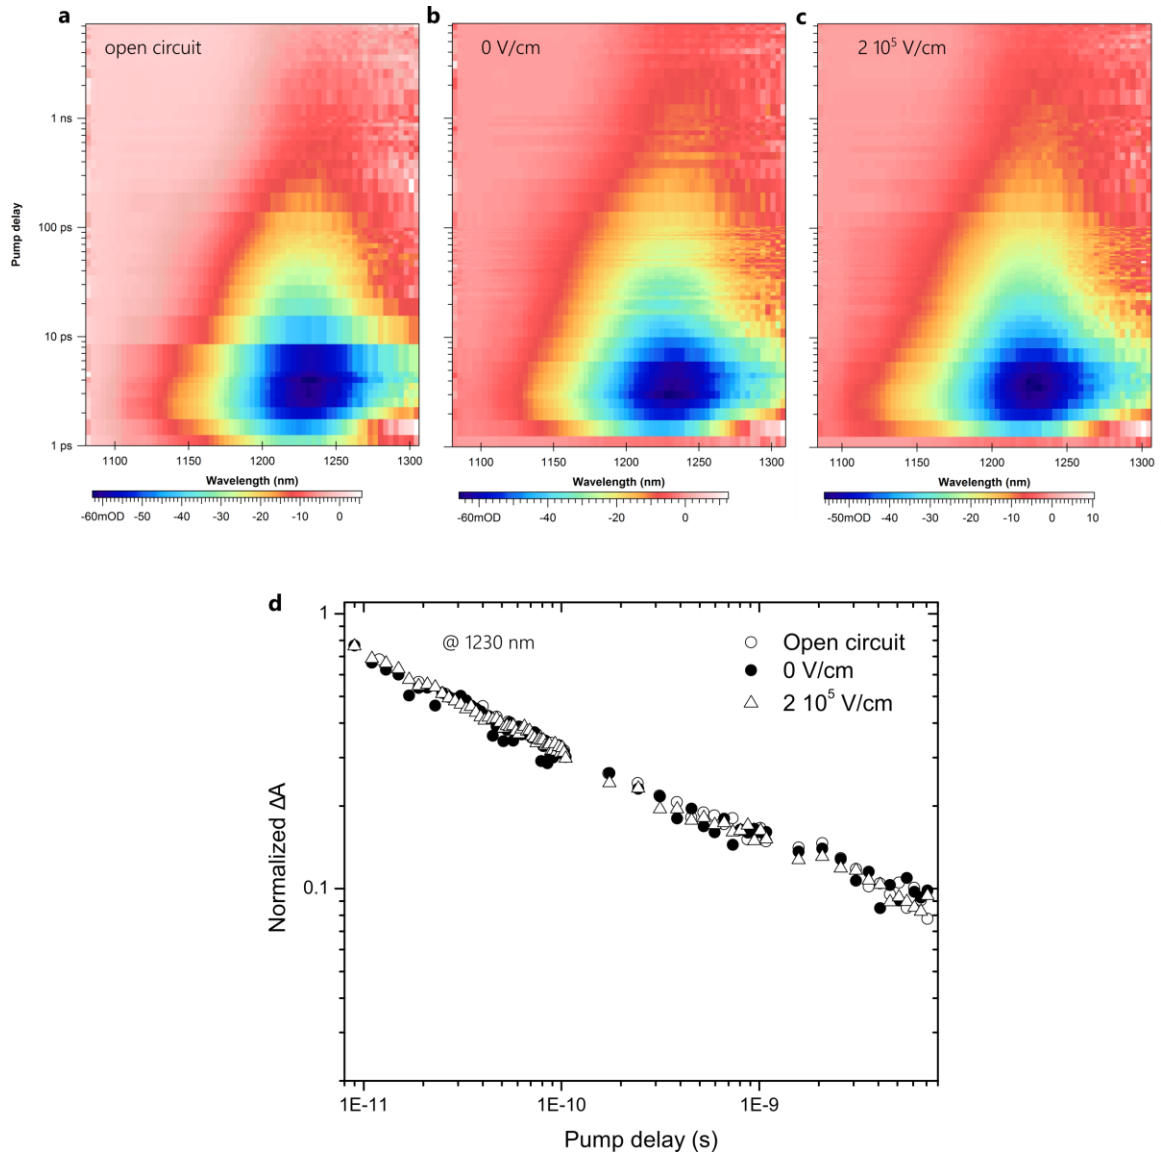 a
open circuit
b
0 V/cm
c
2 10⁵ V/cm
Pump delay
1 ns
100 ps
10 ps
1 ps
1100 1150 1200 1250 1300
1100 1150 1200 1250 1300
1100 1150 1200 1250 1300
Wavelength (nm)
Wavelength (nm)
Wavelength (nm)
-60mOD -50 -40 -30 -20 -10 0
-60mOD -40 -20 0
-50mOD -40 -30 -20 -10 0 10
d
@ 1230 nm
Open circuit
0 V/cm
2 10⁵ V/cm
Normalized ΔA
1
0.1
1E-11 1E-10 1E-9
Pump delay (s)